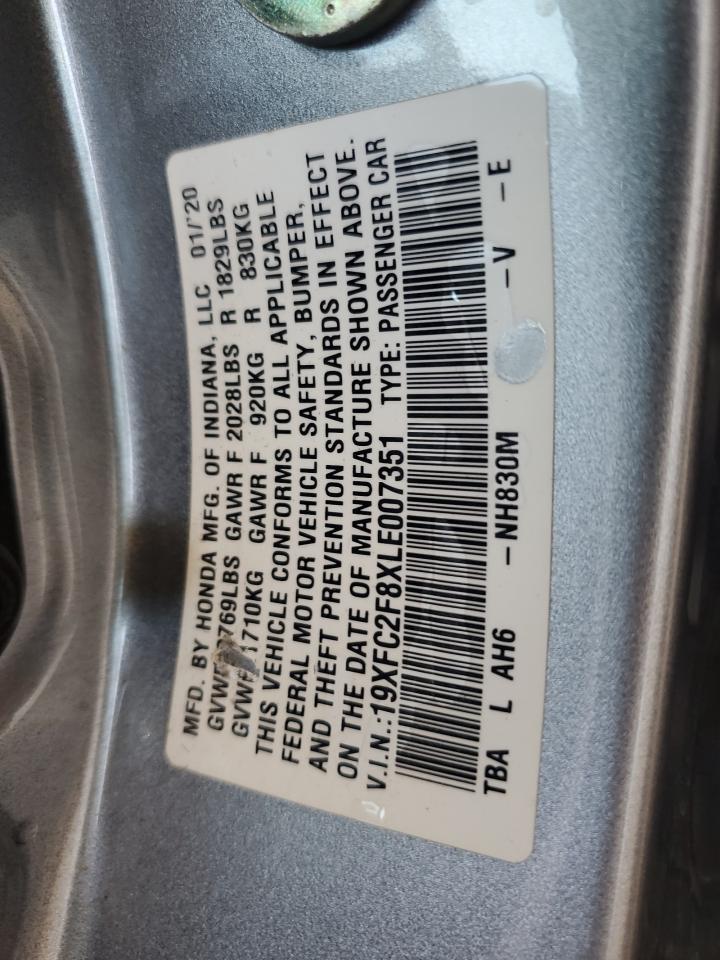 MFD. BY HONDA MFG. OF INDIANA, LLC 01/'20
769LBS GAWR F 2028LBS R 1829LBS
1710KG GAWR F 920KG R 830KG
THIS VEHICLE CONFORMS TO ALL APPLICABLE
FEDERAL MOTOR VEHICLE SAFETY, BUMPER,
AND THEFT PREVENTION STANDARDS IN EFFECT
ON THE DATE OF MANUFACTURE SHOWN ABOVE.
V.I.N.:19XFC2F8XLE007351 TYPE: PASSENGER CAR
TBA L AH6 -NH830M -V -E